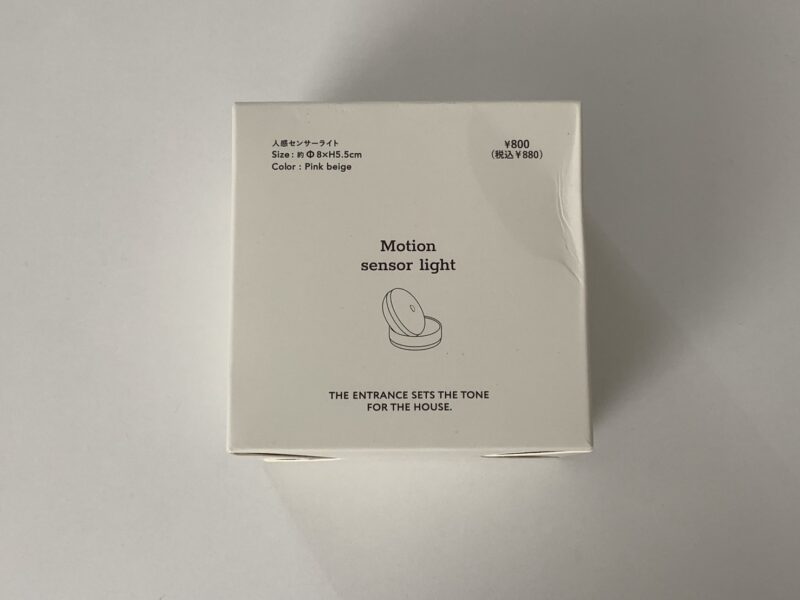 人感センサーライト
Size : 約 Φ8×H5.5cm
Color : Pink beige
¥800
(税込¥880)
Motion
sensor light
THE ENTRANCE SETS THE TONE
FOR THE HOUSE.